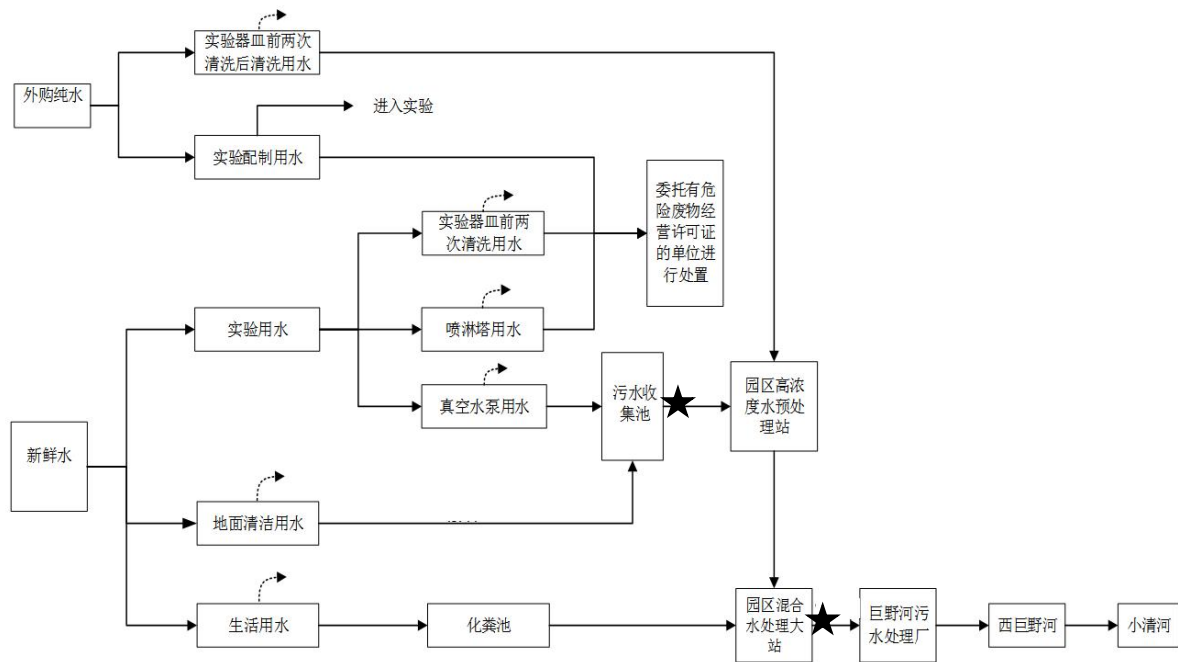 实验器皿前两次
清洗后清洗用水
外购纯水
进入实验
实验配制用水
委托有危
险废物经
营许可证
的单位进
行处置
实验器皿前两
次清洗用水
实验用水
喷淋塔用水
污水收
集池
园区高浓
度水预处
理站
真空水泵用水
新鲜水
地面清洁用水
生活用水
化粪池
园区混合
水处理大
站
巨野河污
水处理厂
西巨野河
小清河